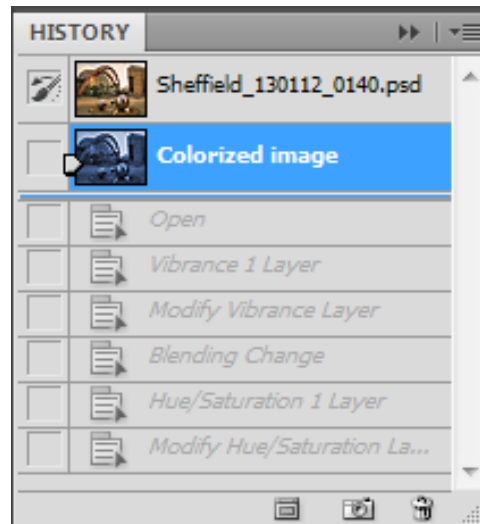 HISTORY
Sheffield_130112_0140.psd
Colorized image
Open
Vibrance 1 Layer
Modify Vibrance Layer
Blending Change
Hue/Saturation 1 Layer
Modify Hue/Saturation La...